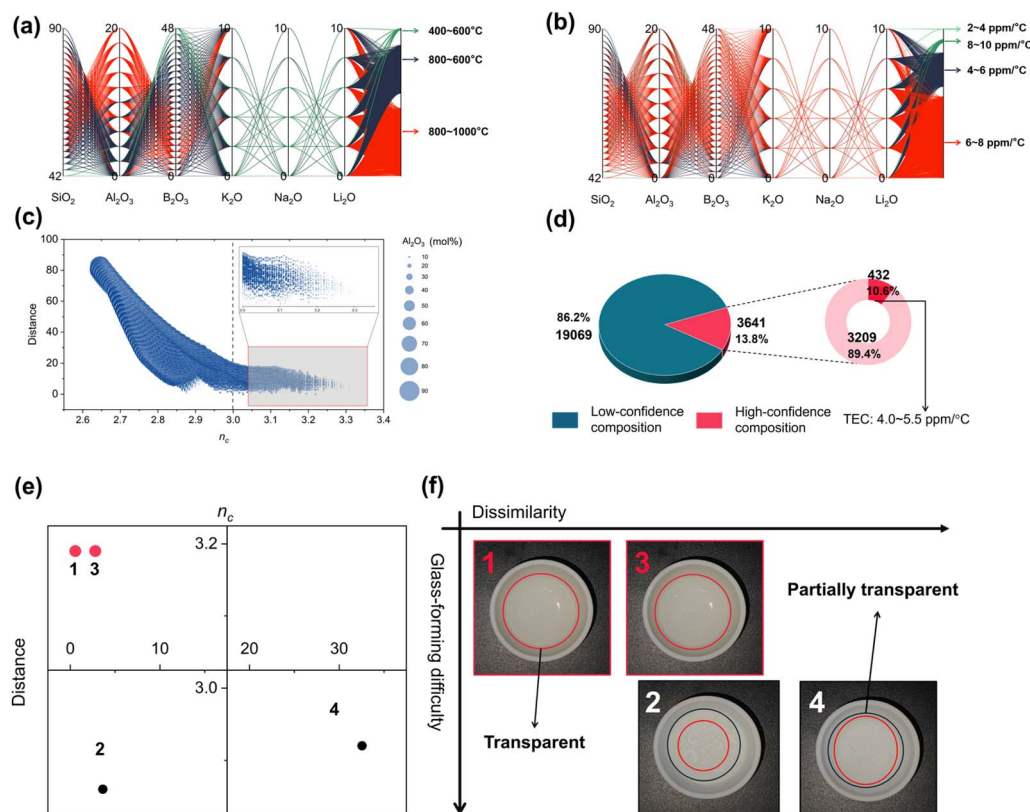 (a)
90
20
48
10
10
10
400~600°C
800~600°C
800~1000°C
42
0
6
0
0
0
SiO₂
Al₂O₃
B₂O₃
K₂O
Na₂O
Li₂O
(b)
90
20
48
10
10
10
2~4 ppm/°C
8~10 ppm/°C
4~6 ppm/°C
6~8 ppm/°C
42
0
6
0
0
0
SiO₂
Al₂O₃
B₂O₃
K₂O
Na₂O
Li₂O
(c)
Al₂O₃ (mol%)
10
20
30
40
50
60
70
80
90
100
80
60
40
20
0
Distance
2.6
2.7
2.8
2.9
3.0
3.1
3.2
3.3
3.4
n_c
(d)
86.2%
19069
3641
13.8%
432
10.6%
3209
89.4%
Low-confidence
composition
High-confidence
composition
TEC: 4.0~5.5 ppm/°C
(e)
n_c
3.2
1
3
0
10
20
30
Distance
3.0
2
4
(f)
Dissimilarity
Glass-forming difficulty
1
3
Partially transparent
2
4
Transparent